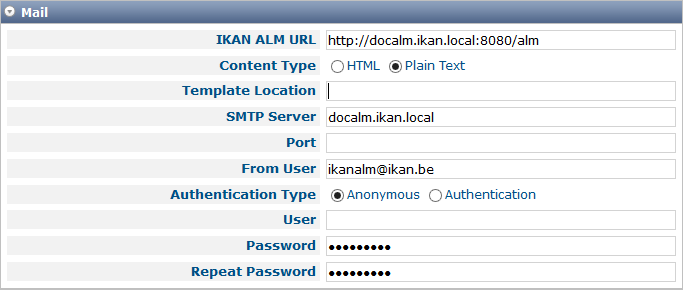 Mail
IKAN ALM URL http://docalm.ikan.local:8080/alm
Content Type HTML Plain Text
Template Location
SMTP Server docalm.ikan.local
Port
From User ikanalm@ikan.be
Authentication Type Anonymous Authentication
User
Password •••••••••
Repeat Password •••••••••